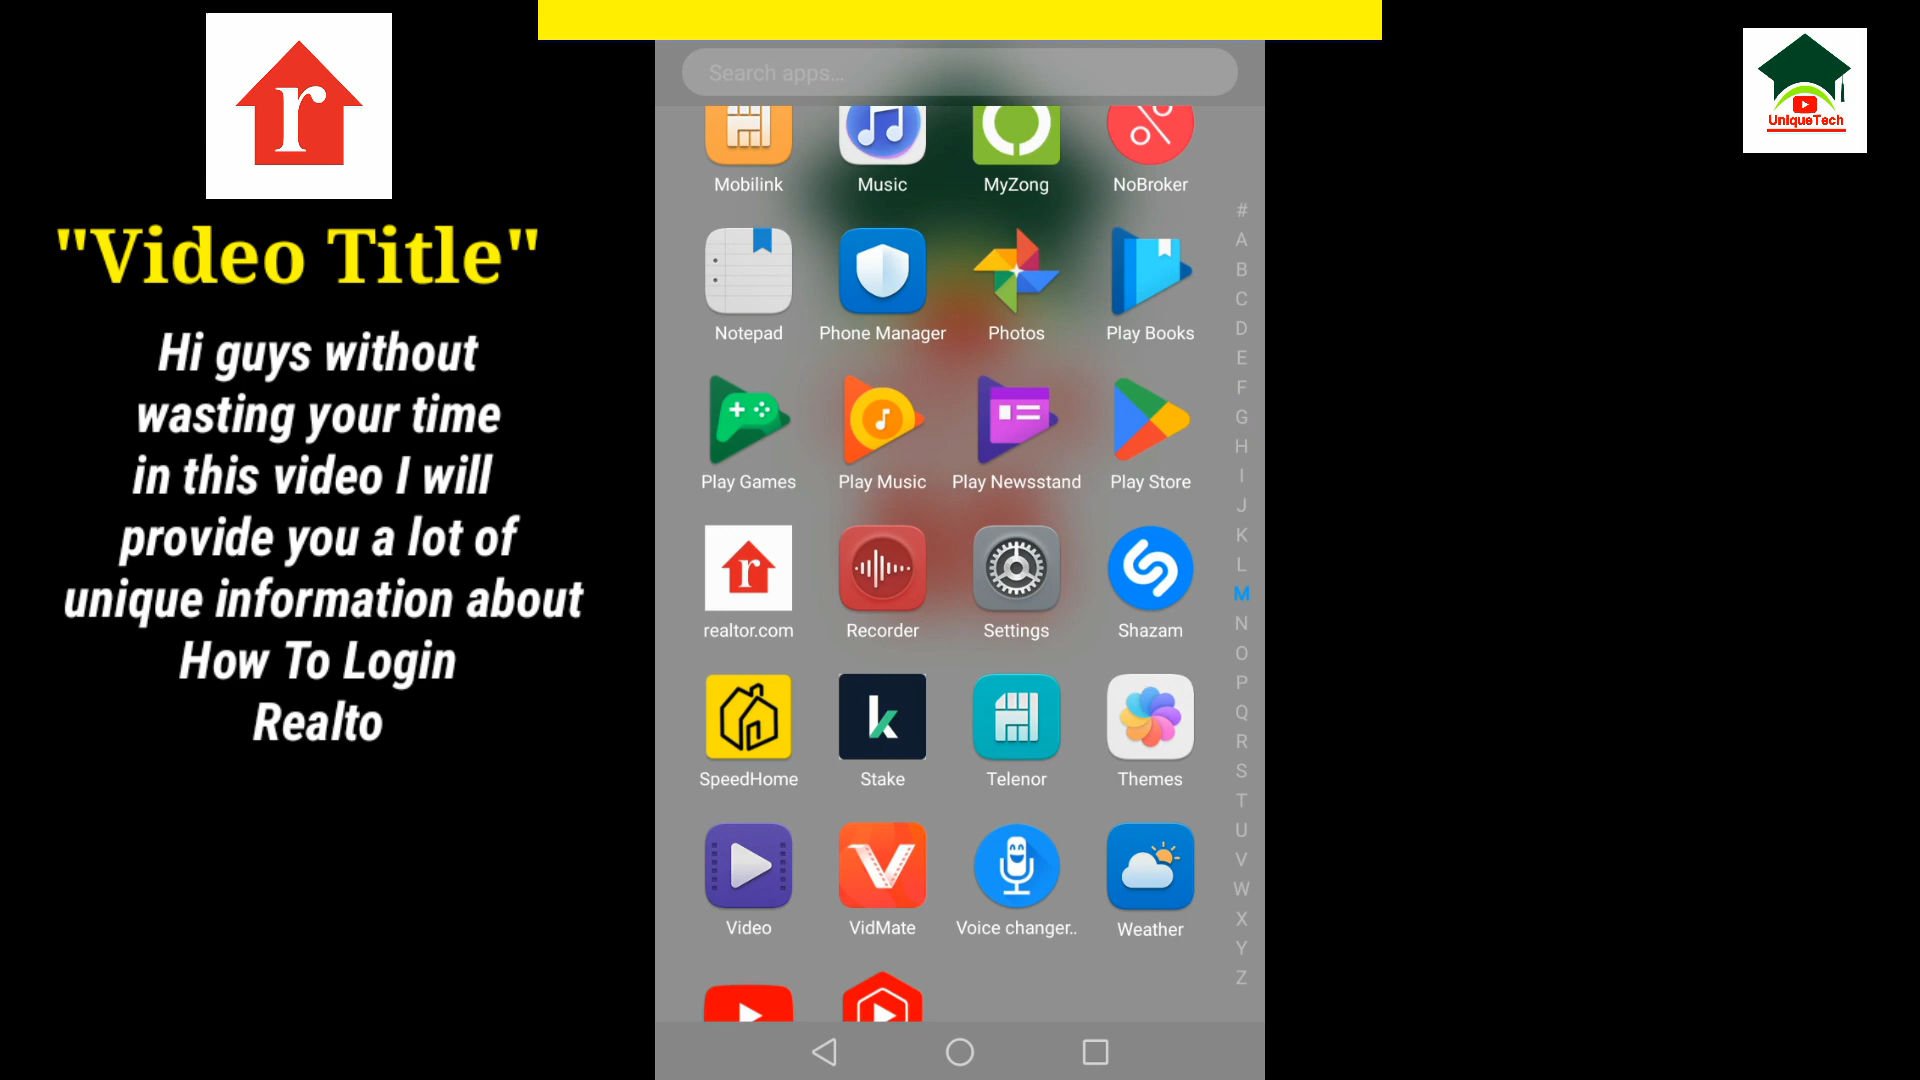 r
"Video Title"
Hi guys without
wasting your time
in this video I will
provide you a lot of
unique information about
How To Login
Realto
Search apps...
Mobilink
Music
MyZong
NoBroker
Notepad
Phone Manager
Photos
Play Books
Play Games
Play Music
Play Newsstand
Play Store
r
realtor.com
Recorder
Settings
Shazam
SpeedHome
k
Stake
Telenor
Themes
Video
VidMate
Voice changer..
Weather
#
A
B
C
D
E
F
G
H
I
J
K
L
M
N
O
P
Q
R
S
T
U
V
W
X
Y
Z
UniqueTech